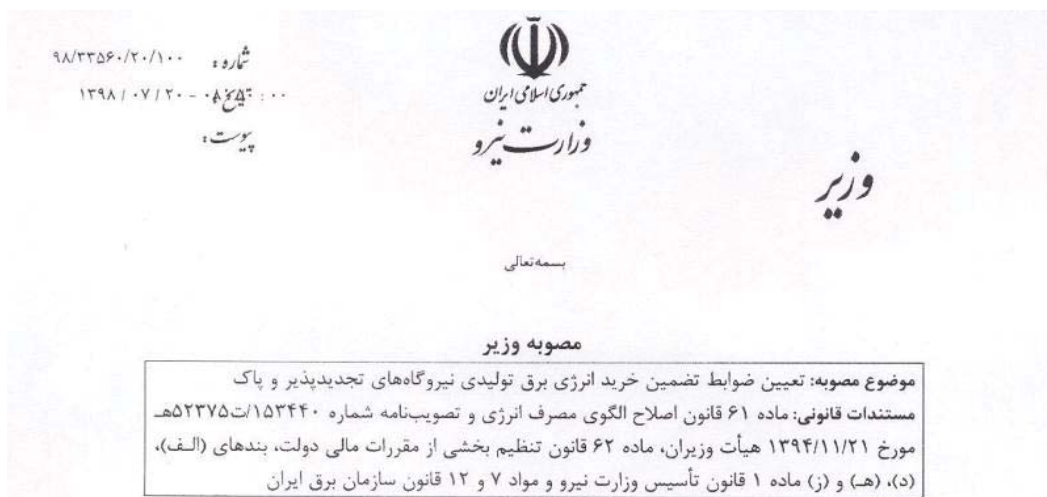 جمهوری اسلامی ایران
وزارت نیرو
وزیر
شماره: ۹۸/۳۳۵۶۰/۲۰/۱۰۰
تاریخ: ۱۳۹۸/۰۷/۲۰
پیوست:
بسمه‌تعالی
مصوبه وزیر
موضوع مصوبه: تعیین ضوابط تضمین خرید انرژی برق تولیدی نیروگاه‌های تجدیدپذیر و پاک
مستندات قانونی: ماده ۶۱ قانون اصلاح الگوی مصرف انرژی و تصویب‌نامه شماره ۱۵۳۴۴۰/ت۵۲۳۷۵هـ
مورخ ۱۳۹۴/۱۱/۲۱ هیأت وزیران، ماده ۶۲ قانون تنظیم بخشی از مقررات مالی دولت، بندهای (الـف)،
(د)، (هـ) و (ز) ماده ۱ قانون تأسیس وزارت نیرو و مواد ۷ و ۱۲ قانون سازمان برق ایران